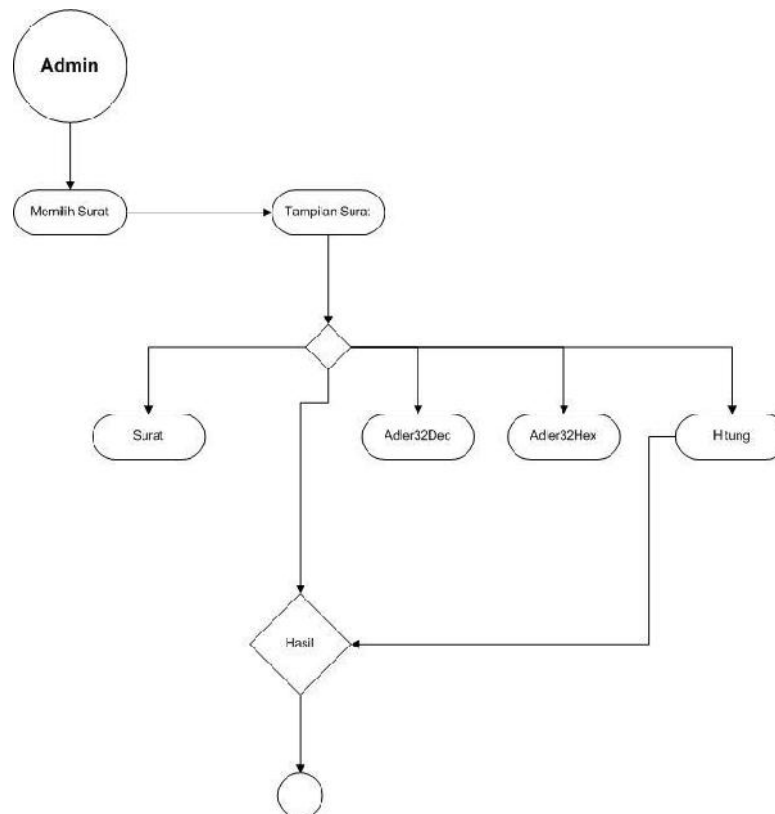 Admin
Memilih Surat
Tampilan Surat
Surat
Adler32Dec
Adler32Hex
Hitung
Hasil